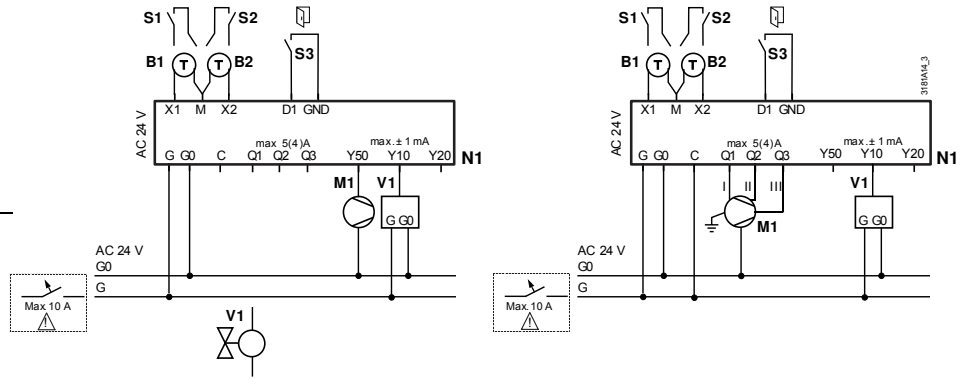 S1 S2 S1 S2
B1 T T B2 S3 B1 T T B2 S3
3181A14_3
X1 M X2 D1 GND X1 M X2 D1 GND
AC 24 V AC 24 V
max 5(4)A max. ± 1 mA max 5(4)A max. ± 1 mA
G G0 C Q1 Q2 Q3 Y50 Y10 Y20 N1 G G0 C Q1 Q2 Q3 Y50 Y10 Y20 N1
M1 V1 I II III V1
G G0 M1 G G0
AC 24 V AC 24 V
G0 G0
G G
Max. 10 A Max. 10 A
! !
V1